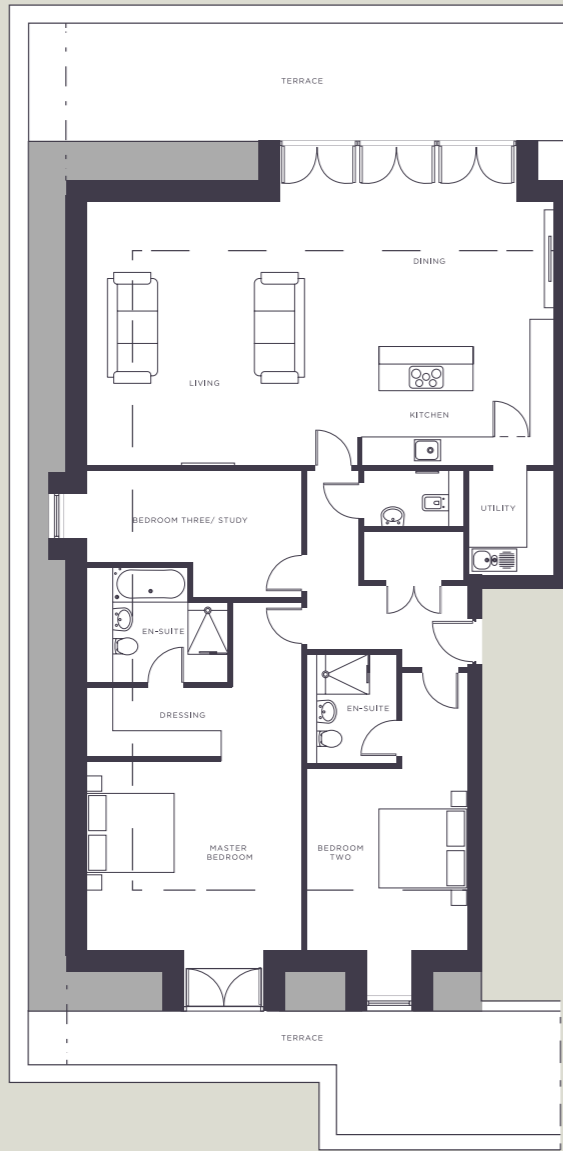 TERRACE
DINING
LIVING
KITCHEN
BEDROOM THREE/ STUDY
UTILITY
EN-SUITE
EN-SUITE
DRESSING
MASTER
BEDROOM
BEDROOM
TWO
TERRACE